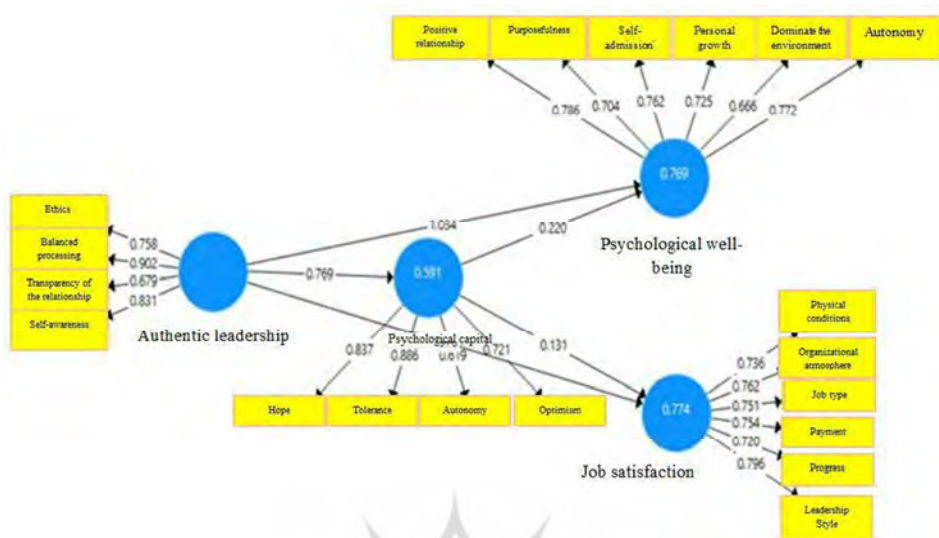 Positive
relationship
Purposefulness
Self-
admission
Personal
growth
Dominate the
environment
Autonomy
0.786
0.704
0.762
0.725
0.666
0.772
0.769
Psychological well-
being
1.034
0.220
Ethics
Balanced
processing
Transparency of
the relationship
Self-awareness
0.758
0.902
0.679
0.831
Authentic leadership
0.769
0.591
Psychological capital
0.837
0.886
0.721
Hope
Tolerance
Autonomy
Optimism
0.131
0.774
Job satisfaction
0.736
0.762
0.751
0.754
0.720
0.796
Physical
conditions
Organizational
atmosphere
Job type
Payment
Progress
Leadership
Style